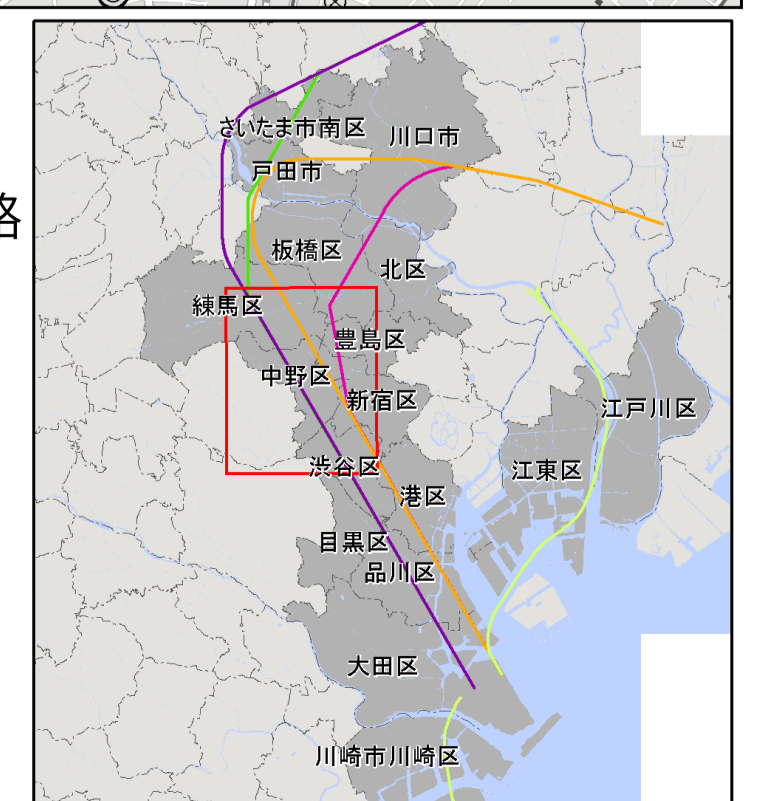 さいたま市南区
川口市
戸田市
格
板橋区
北区
練馬区
豊島区
中野区
新宿区
江戸川区
渋谷区
江東区
港区
目黒区
品川区
大田区
川崎市川崎区